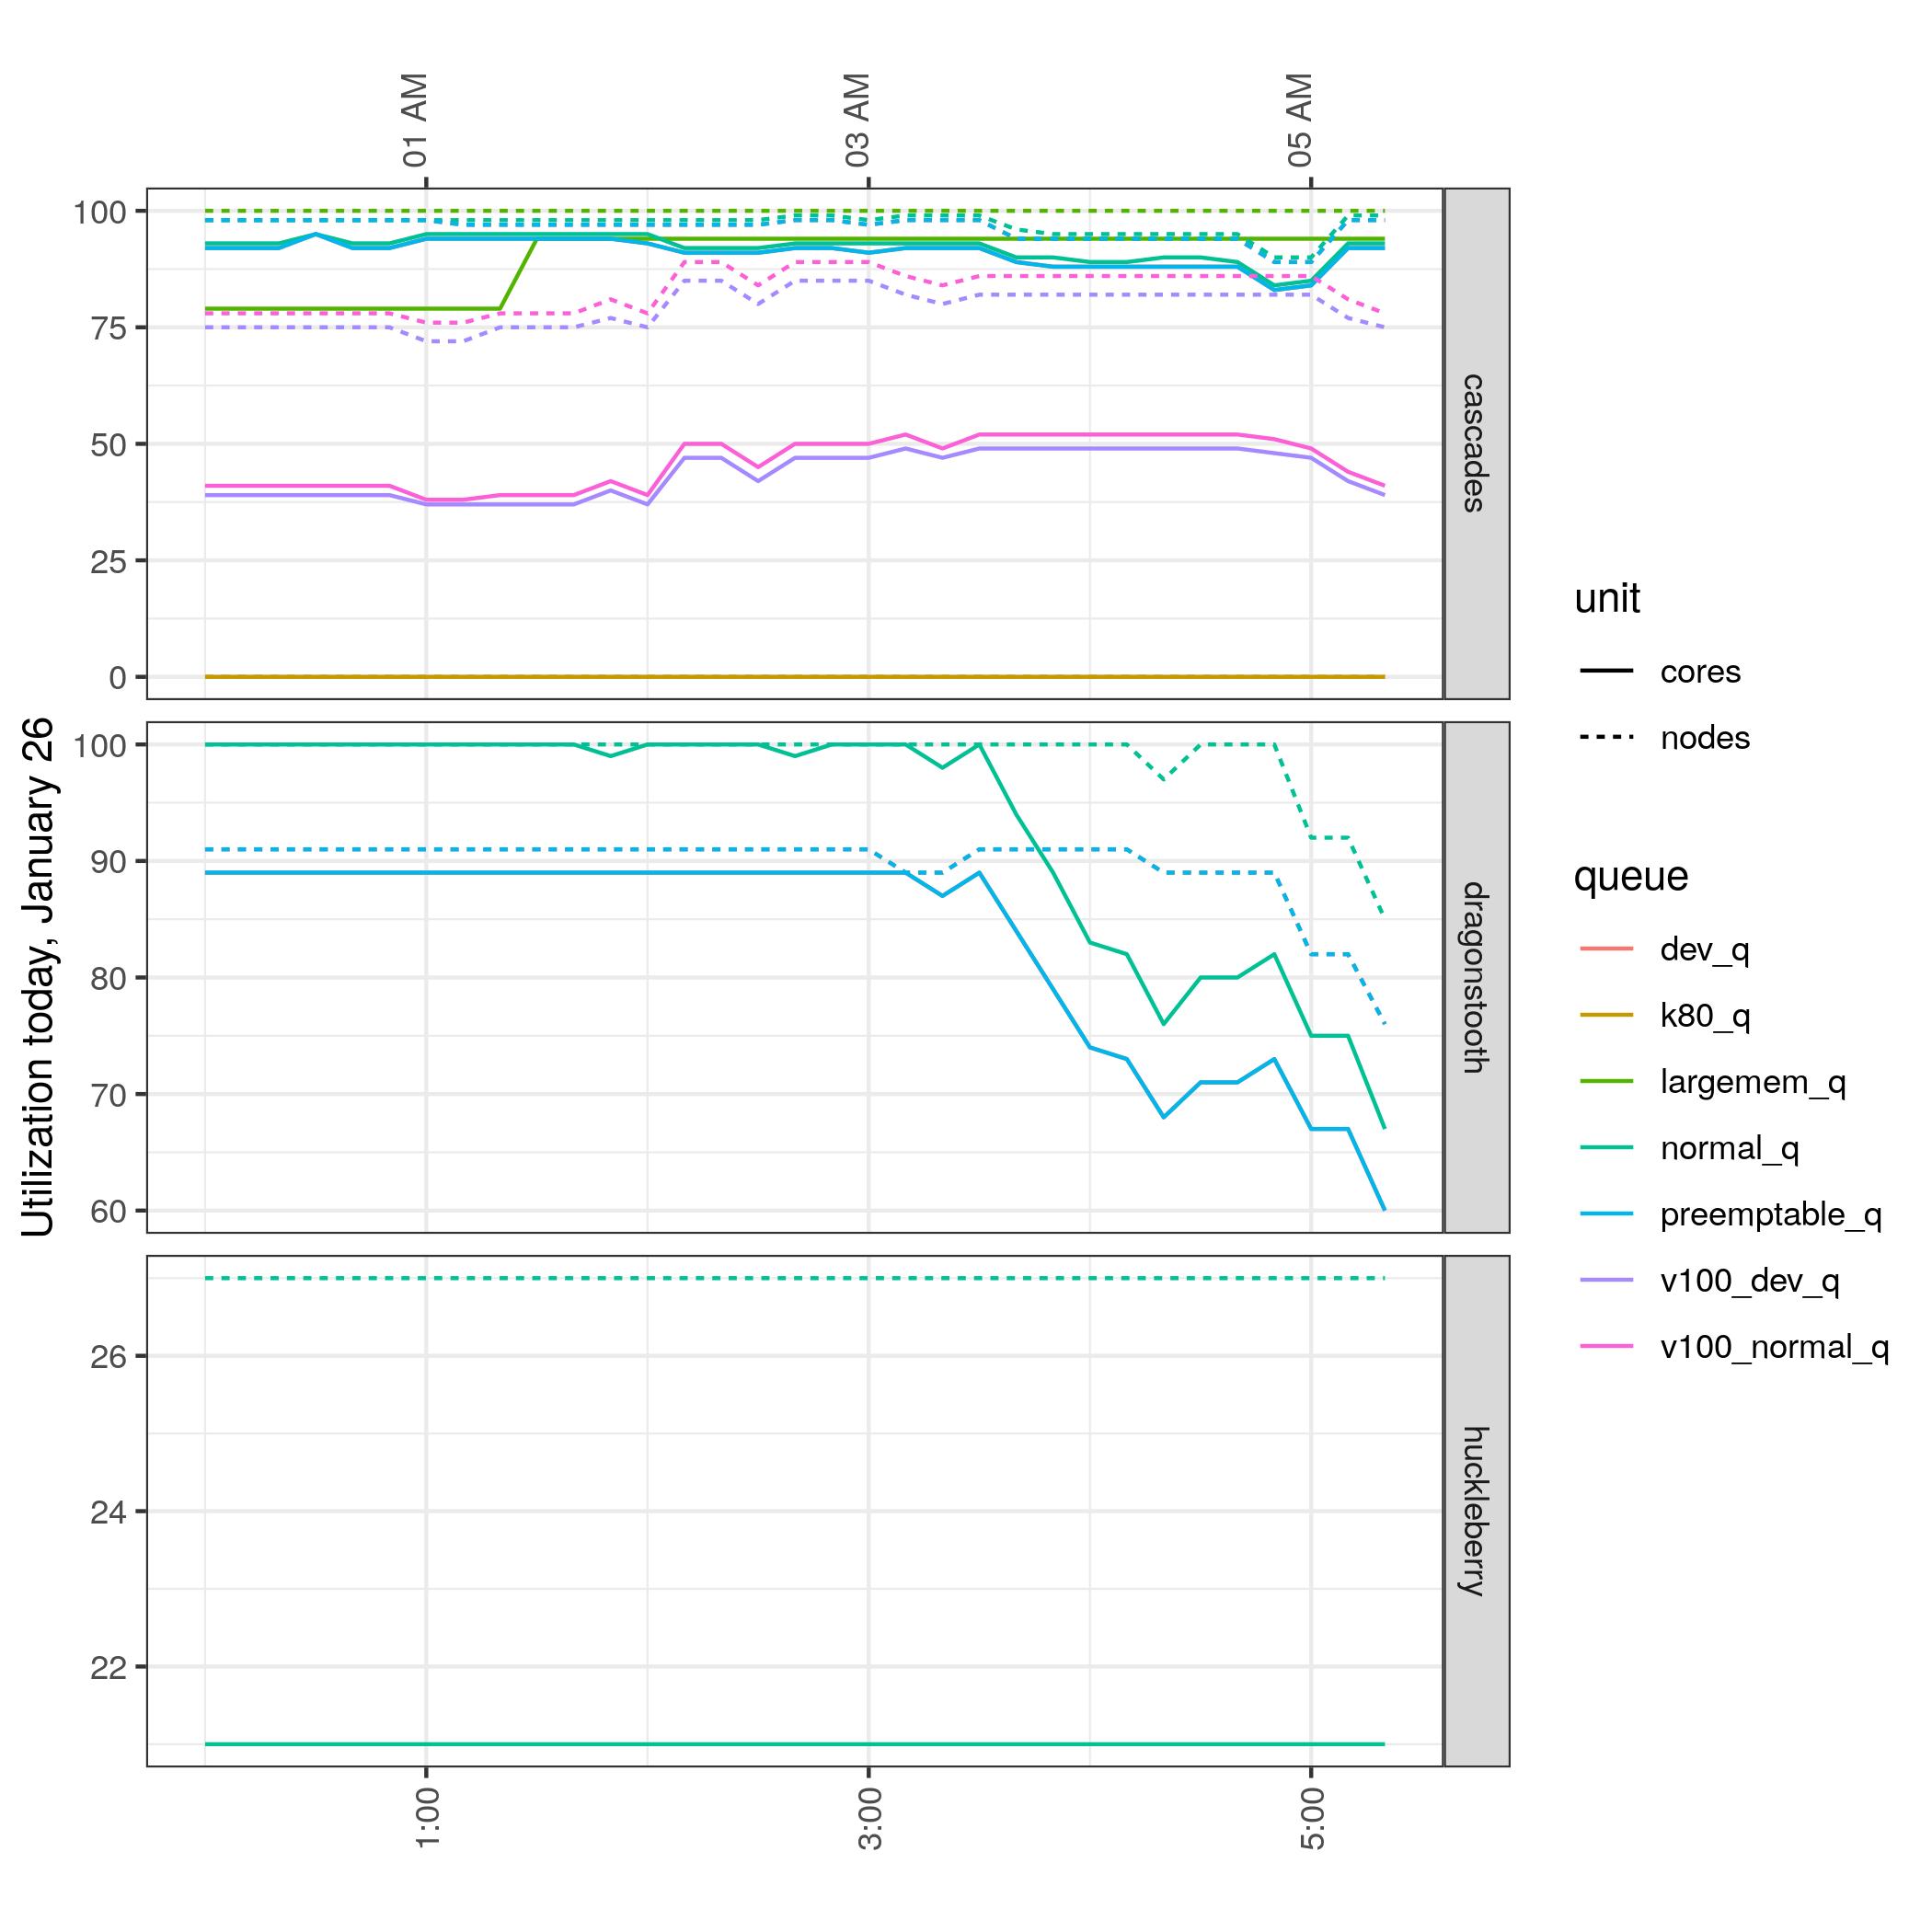 01 AM
03 AM
05 AM
Utilization today, January 26
100
75
50
25
0
cascades
100
90
80
70
60
dragonstooth
26
24
22
huckleberry
1:00
3:00
5:00
unit
cores
nodes
queue
dev_q
k80_q
largemem_q
normal_q
preemptable_q
v100_dev_q
v100_normal_q